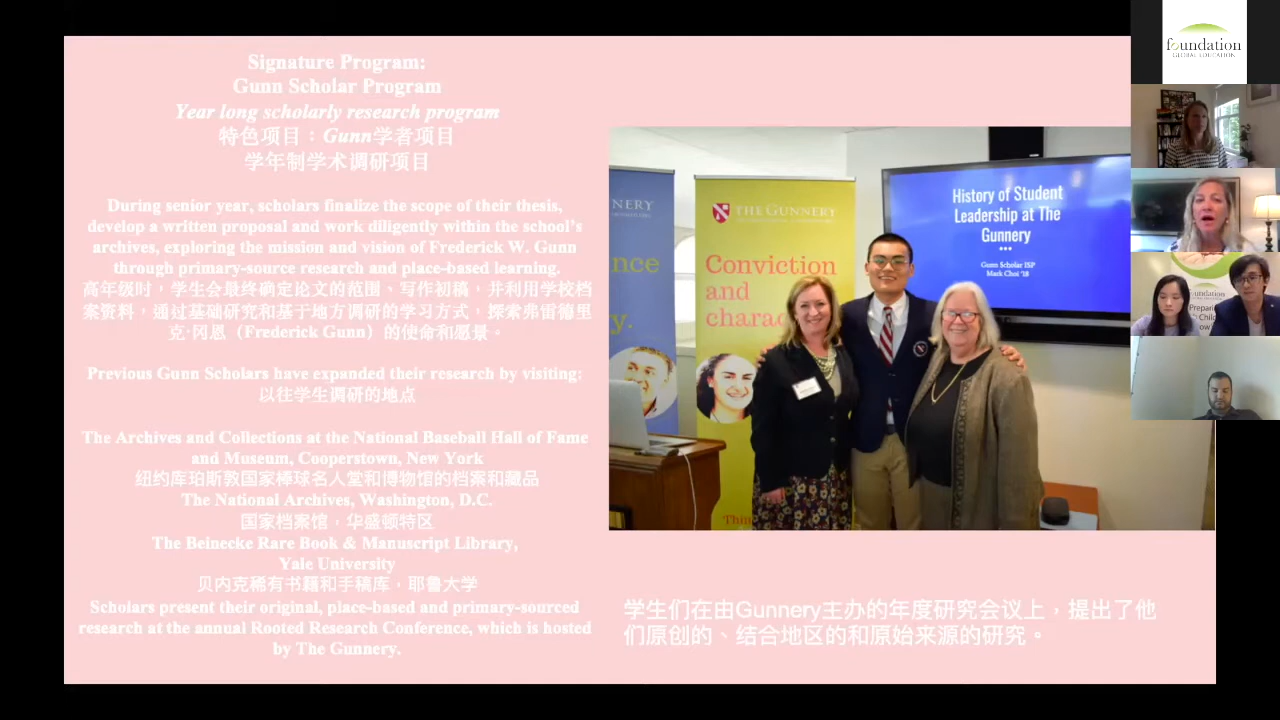 Signature Program:
Gunn Scholar Program
Year long scholarly research program
特色项目：Gunn学者项目
学年制学术调研项目
During senior year, scholars finalize the scope of their thesis,
develop a written proposal and work diligently within the school's
archives, exploring the mission and vision of Frederick W. Gunn
through primary-source research and place-based learning.
高年级时，学生会最终确定论文的范围、写作初稿，并利用学校档
案资料，通过基础研究和基于地方调研的学习方式，探索弗雷德里
克·冈恩（Frederick Gunn）的使命和愿景。
Previous Gunn Scholars have expanded their research by visiting:
以往学生调研的地点
The Archives and Collections at the National Baseball Hall of Fame
and Museum, Cooperstown, New York
纽约库珀斯敦国家棒球名人堂和博物馆的档案和藏品
The National Archives, Washington, D.C.
国家档案馆，华盛顿特区
The Beinecke Rare Book & Manuscript Library,
Yale University
贝内克稀有书籍和手稿库，耶鲁大学
Scholars present their original, place-based and primary-sourced
research at the annual Rooted Research Conference, which is hosted
by The Gunnery.
NERY
nce
y.
THE GUNNERY
Conviction
and
charac
Thin
History of Student
Leadership at The
Gunnery
Gunn Scholar ISP
Mark Choi '18
学生们在由Gunnery主办的年度研究会议上，提出了他
们原创的、结合地区的和原始来源的研究。
foundation
GLOBAL EDUCATION
foundation
Preparing
Child